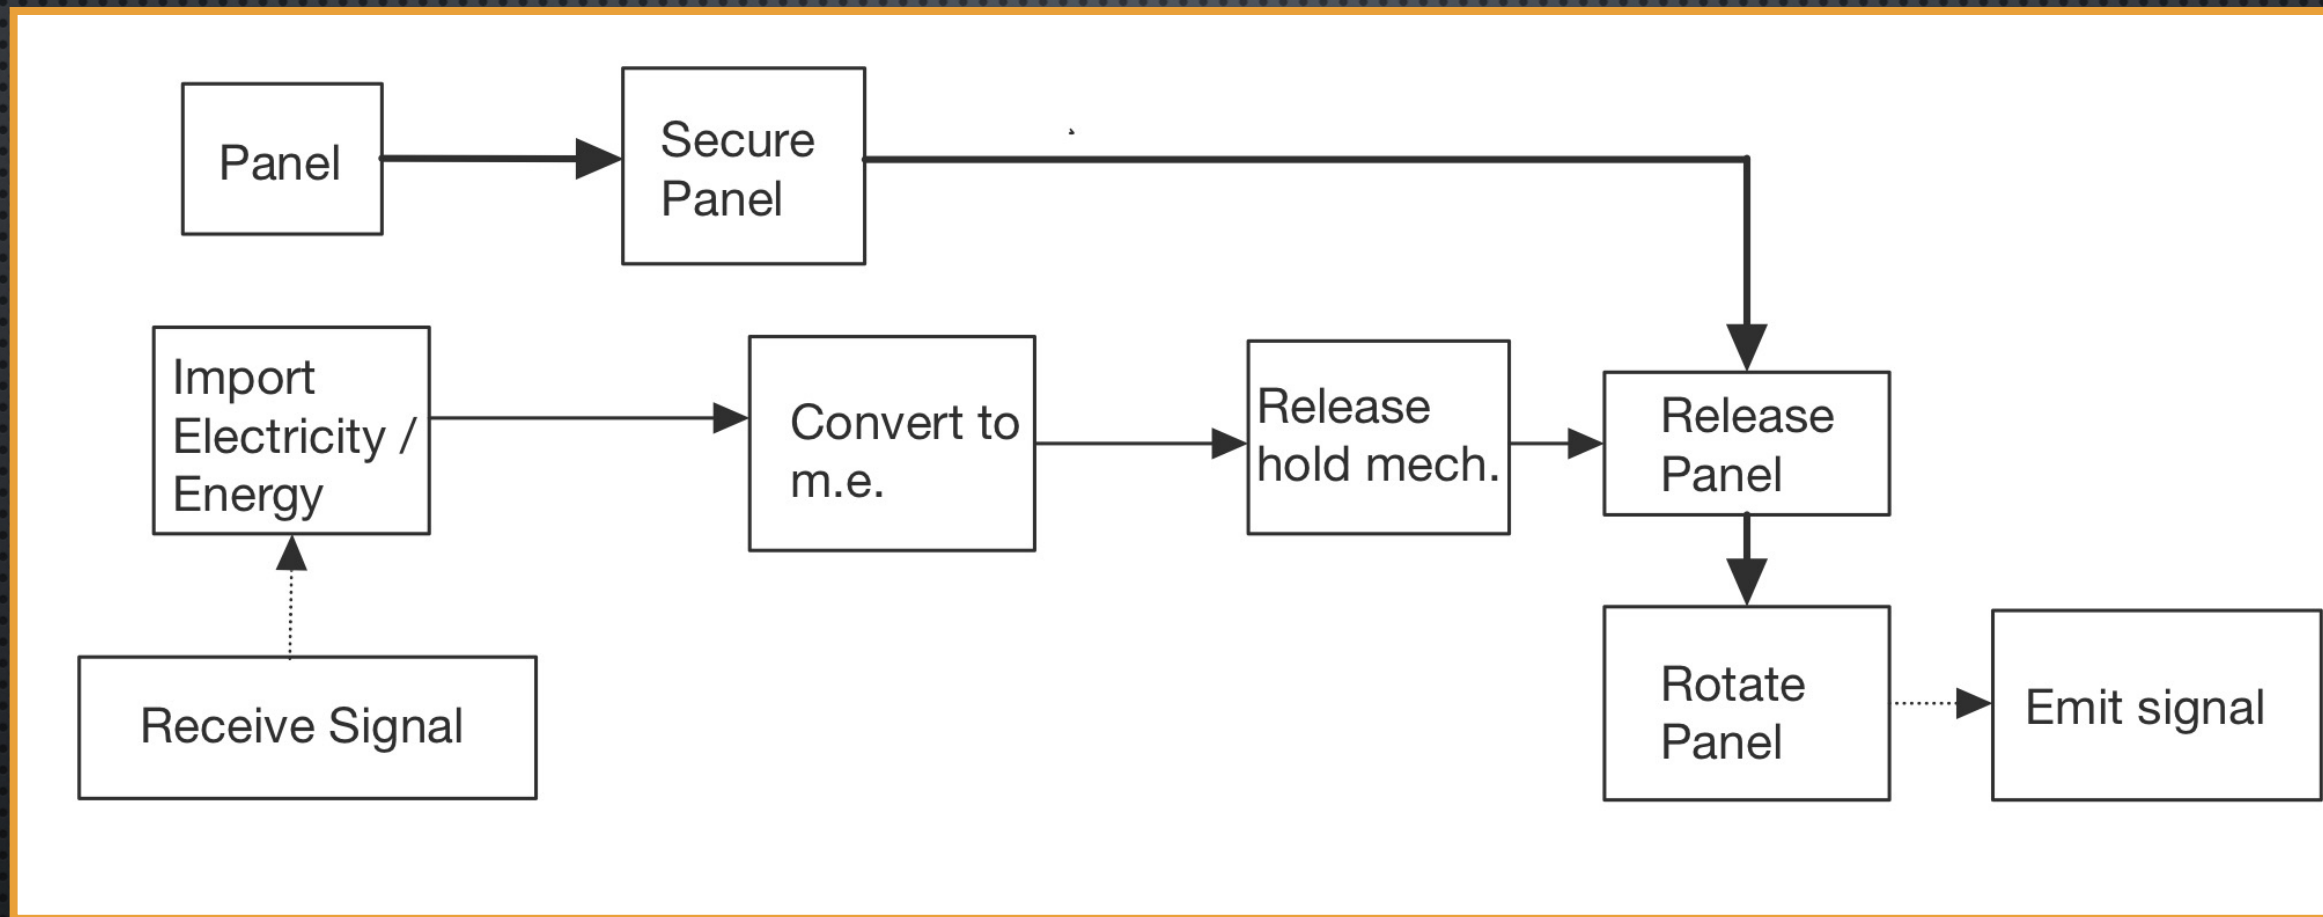 Panel
Secure
Panel
Import
Electricity /
Energy
Convert to
m.e.
Release
hold mech.
Release
Panel
Receive Signal
Rotate
Panel
Emit signal